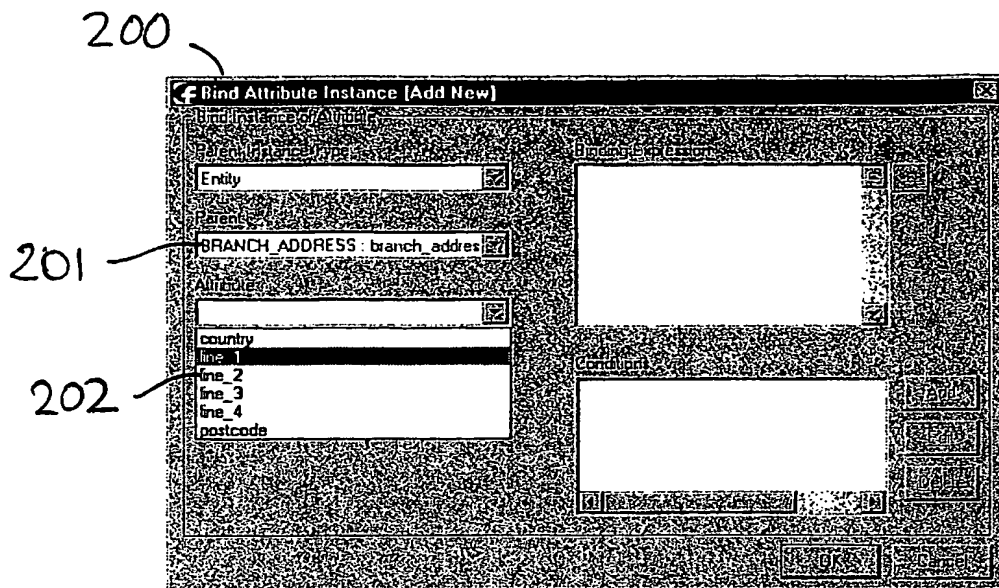 200
Bind Attribute Instance [Add New]
Bind Instance of Attribute
Parent Instance Type
Entity
Parent
201
BRANCH_ADDRESS : branch_addres
Attribute
country
line_1
line_2
line_3
line_4
postcode
202
Binding Expression
Conditions
Add
Edit
Delete
OK
Cancel